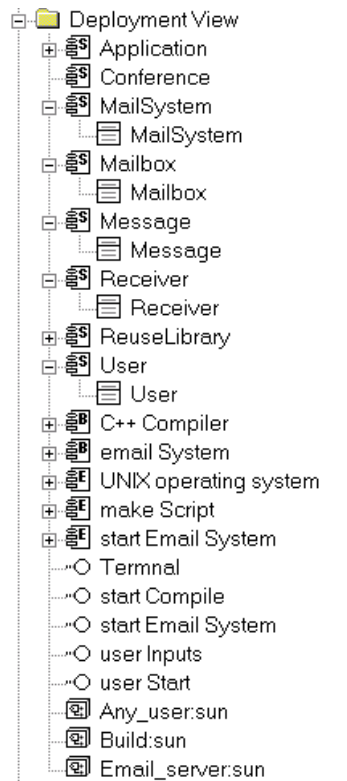 Deployment View
S Application
S Conference
S MailSystem
MailSystem
S Mailbox
Mailbox
S Message
Message
S Receiver
Receiver
S ReuseLibrary
S User
User
B C++ Compiler
B email System
E UNIX operating system
E make Script
E start Email System
Termnal
start Compile
start Email System
user Inputs
user Start
Any_user:sun
Build:sun
Email_server:sun